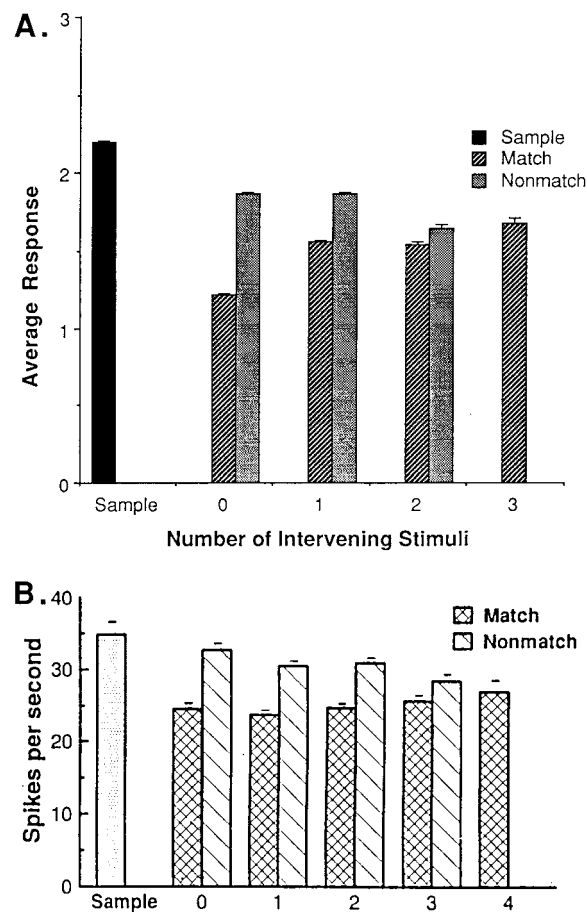 A.
3
2
1
0
Average Response
Sample
Match
Nonmatch
Sample 0 1 2 3
Number of Intervening Stimuli
B.
40
35
20
10
0
Spikes per second
Match
Nonmatch
Sample 0 1 2 3 4